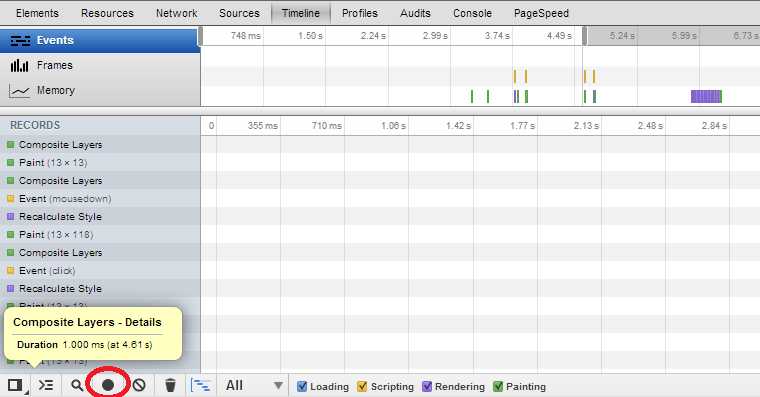 Elements Resources Network Sources Timeline Profiles Audits Console PageSpeed
Events
Frames
Memory
748 ms 1.50 s 2.24 s 2.99 s 3.74 s 4.49 s 5.24 s 5.99 s 6.73 s
RECORDS
0 355 ms 710 ms 1.06 s 1.42 s 1.77 s 2.13 s 2.48 s 2.84 s
Composite Layers
Paint (13 × 13)
Composite Layers
Event (mousedown)
Recalculate Style
Paint (13 × 118)
Composite Layers
Event (click)
Recalculate Style
Paint (13 × 13)
Composite Layers - Details
Duration 1.000 ms (at 4.61 s)
Paint (13 × 13)
All Loading Scripting Rendering Painting